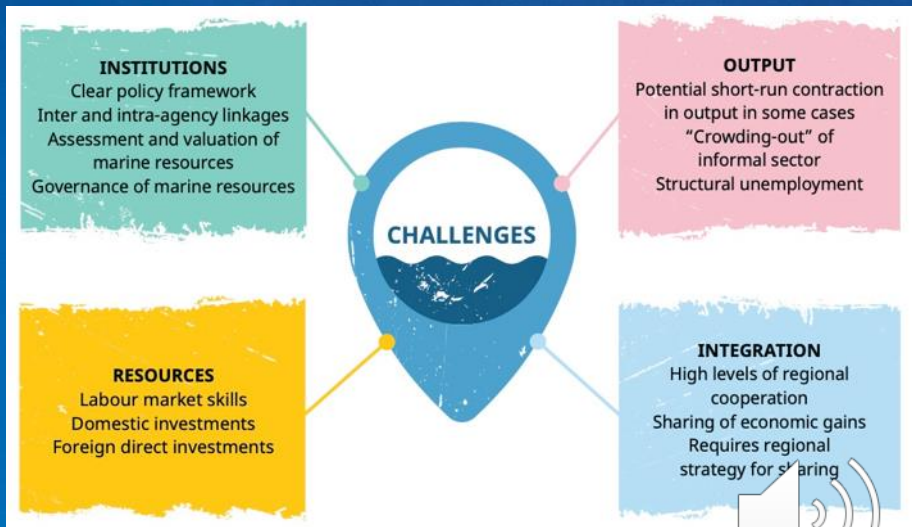 INSTITUTIONS
Clear policy framework
Inter and intra-agency linkages
Assessment and valuation of
marine resources
Governance of marine resources
OUTPUT
Potential short-run contraction
in output in some cases
“Crowding-out” of
informal sector
Structural unemployment
CHALLENGES
RESOURCES
Labour market skills
Domestic investments
Foreign direct investments
INTEGRATION
High levels of regional
cooperation
Sharing of economic gains
Requires regional
strategy for sharing